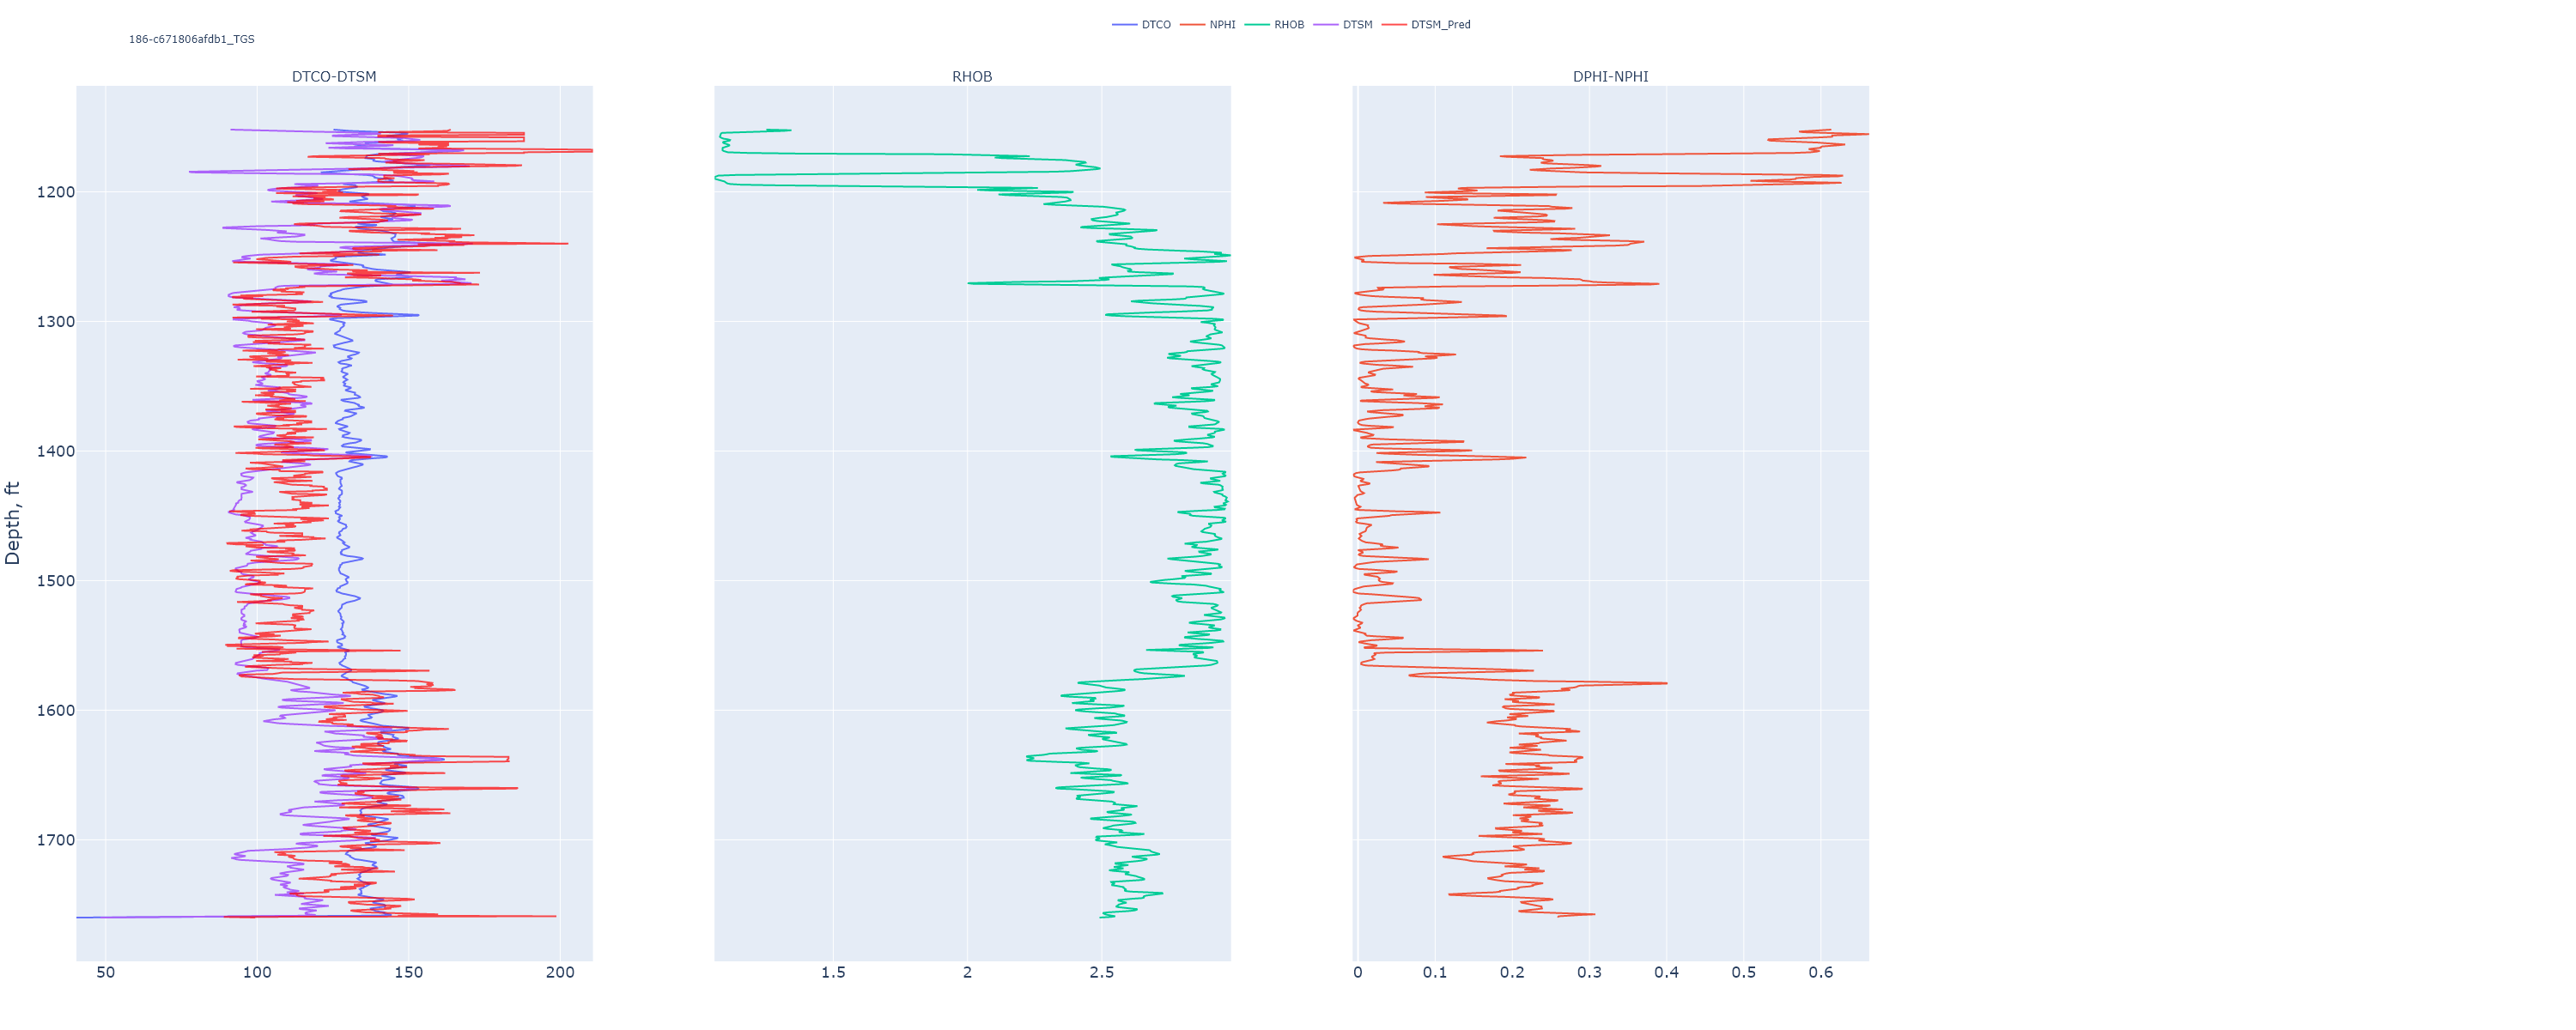 DTCO NPHI RHOB DTSM DTSM_Pred
186-c671806afdb1_TGS
DTCO-DTSM RHOB DPHI-NPHI
Depth, ft
1200
1300
1400
1500
1600
1700
50 100 150 200 1.5 2 2.5 0 0.1 0.2 0.3 0.4 0.5 0.6